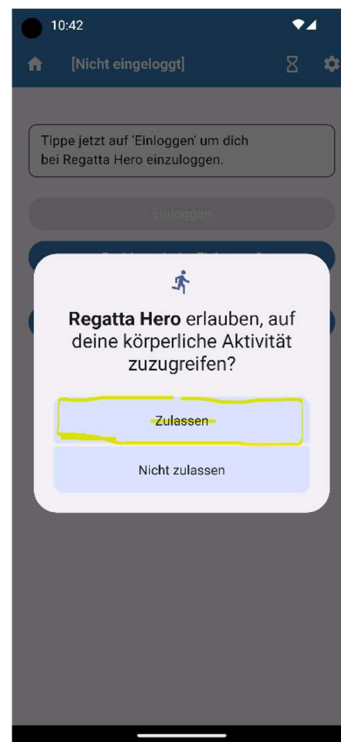 10:42
[Nicht eingeloggt]
Tippe jetzt auf 'Einloggen' um dich
bei Regatta Hero einzuloggen.
Einloggen
Regatta Hero erlauben, auf
deine körperliche Aktivität
zuzugreifen?
Zulassen
Nicht zulassen